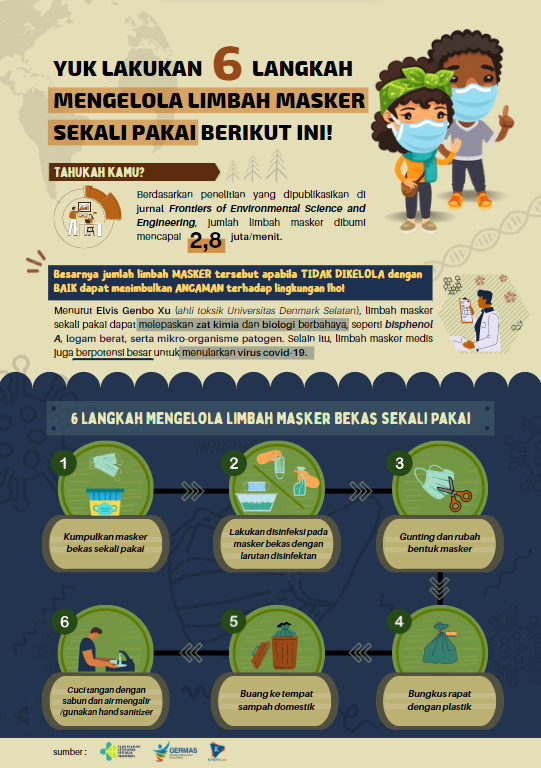 YUK LAKUKAN 6 LANGKAH
MENGELOLA LIMBAH MASKER
SEKALI PAKAI BERIKUT INI!
TAHUKAH KAMU?
Berdasarkan penelitian yang dipublikasikan di
jurnal Frontiers of Environmental Science and
Engineering, jumlah limbah masker dibumi
mencapai 2,8 juta/menit.
Besarnya jumlah limbah MASKER tersebut apabila TIDAK DIKELOLA dengan
BAIK dapat menimbulkan ANCAMAN terhadap lingkungan lho!
Menurut Elvis Genbo Xu (ahli toksik Universitas Denmark Selatan), limbah masker
sekali pakai dapat melepaskan zat kimia dan biologi berbahaya, seperti bisphenol
A, logam berat, serta mikro-organisme patogen. Selain itu, limbah masker medis
juga berpotensi besar untuk menularkan virus covid-19.
6 LANGKAH MENGELOLA LIMBAH MASKER BEKAS SEKALI PAKAI
1
Kumpulkan masker
bekas sekali pakai
2
Lakukan disinfeksi pada
masker bekas dengan
larutan disinfektan
3
Gunting dan rubah
bentuk masker
4
Bungkus rapat
dengan plastik
5
Buang ke tempat
sampah domestik
6
Cuci tangan dengan
sabun dan air mengalir
/gunakan hand sanitizer
sumber :
GERMAS